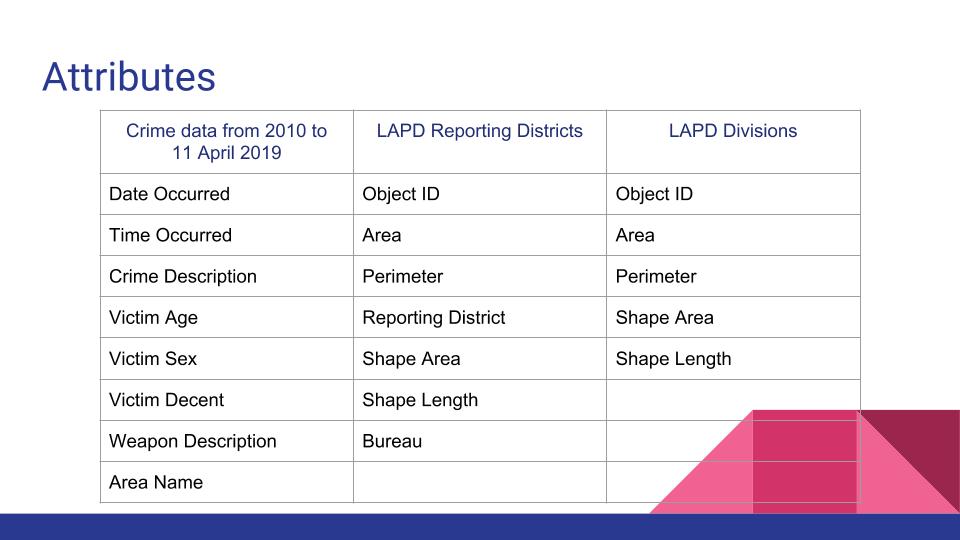 Attributes
Crime data from 2010 to
11 April 2019
LAPD Reporting Districts
LAPD Divisions
Date Occurred
Object ID
Object ID
Time Occurred
Area
Area
Crime Description
Perimeter
Perimeter
Victim Age
Reporting District
Shape Area
Victim Sex
Shape Area
Shape Length
Victim Decent
Shape Length
Weapon Description
Bureau
Area Name